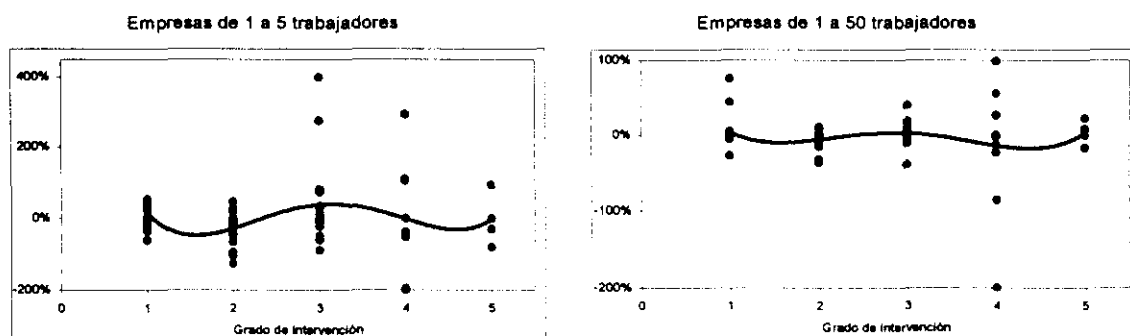 Empresas de 1 a 5 trabajadores
400%
200%
0%
-200%
0 1 2 3 4 5
Grado de Intervención
Empresas de 1 a 50 trabajadores
100%
0%
-100%
-200%
0 1 2 3 4 5
Grado de Intervención